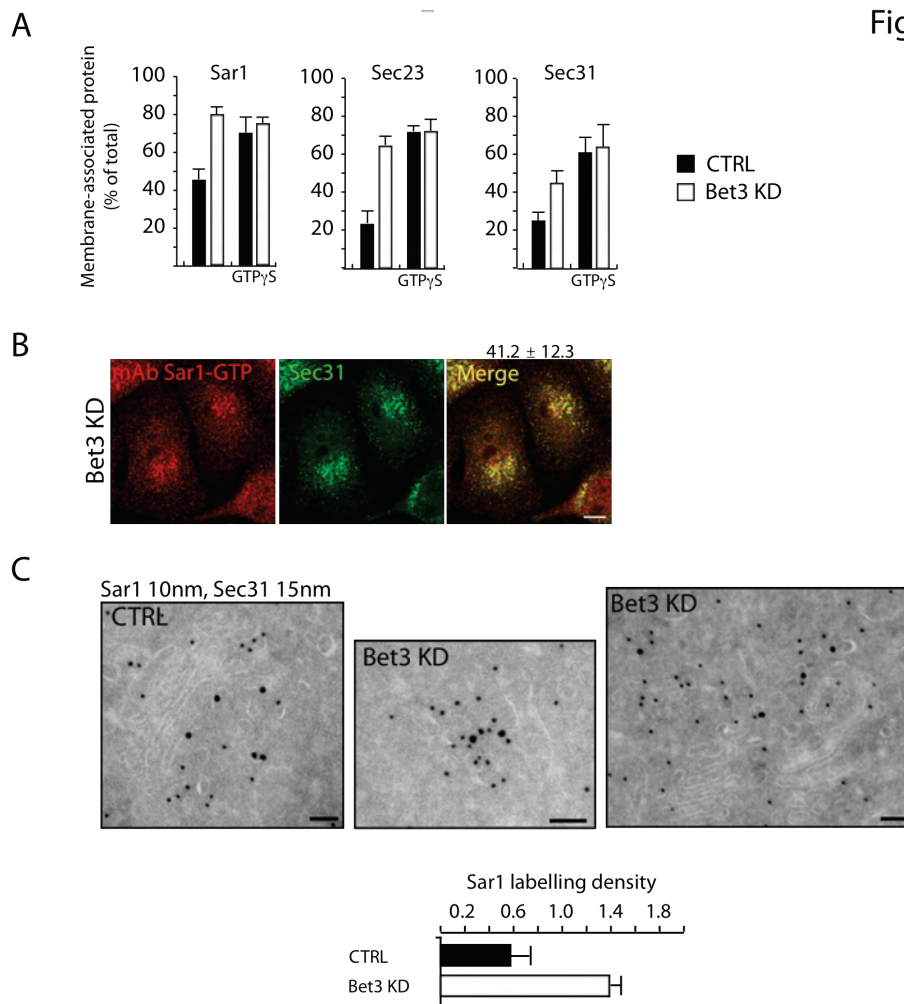 A
Fig
Sar1
Sec23
Sec31
Membrane-associated protein
(% of total)
100
80
60
40
20
GTPγS
100
80
60
40
20
GTPγS
100
80
60
40
20
GTPγS
CTRL
Bet3 KD
B
Bet3 KD
41.2 ± 12.3
mAb Sar1-GTP
Sec31
Merge
C
Sar1 10nm, Sec31 15nm
CTRL
Bet3 KD
Bet3 KD
Sar1 labelling density
0.2 0.6 1.0 1.4 1.8
CTRL
Bet3 KD